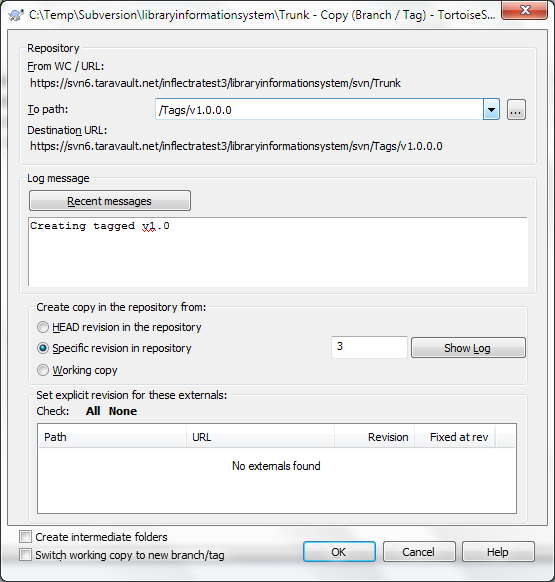 C:\Temp\Subversion\libraryinformationsystem\Trunk - Copy (Branch / Tag) - TortoiseS...
Repository
From WC / URL:
https://svn6.taravault.net/inflectratest3/libraryinformationsystem/svn/Trunk
To path:
/Tags/v1.0.0.0
...
Destination URL:
https://svn6.taravault.net/inflectratest3/libraryinformationsystem/svn/Tags/v1.0.0.0
Log message
Recent messages
Creating tagged v1.0
Create copy in the repository from:
HEAD revision in the repository
Specific revision in repository
3
Show Log
Working copy
Set explicit revision for these externals:
Check: All None
Path URL Revision Fixed at rev
No externals found
Create intermediate folders
Switch working copy to new branch/tag
OK Cancel Help